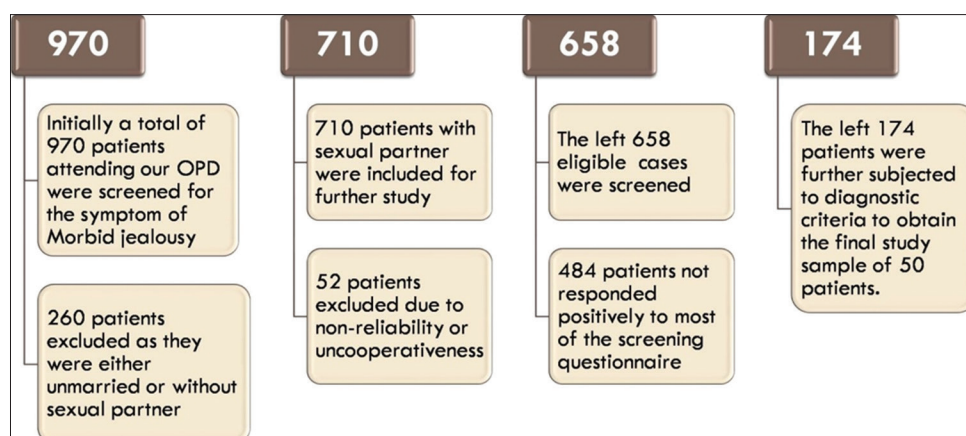 970
Initially a total of
970 patients
attending our OPD
were screened for
the symptom of
Morbid jealousy
260 patients
excluded as they
were either
unmarried or without
sexual partner
710
710 patients with
sexual partner
were included for
further study
52 patients
excluded due to
non-reliability or
uncooperativeness
658
The left 658
eligible cases
were screened
484 patients not
responded
positively to most
of the screening
questionnaire
174
The left 174
patients were
further subjected
to diagnostic
criteria to obtain
the final study
sample of 50
patients.